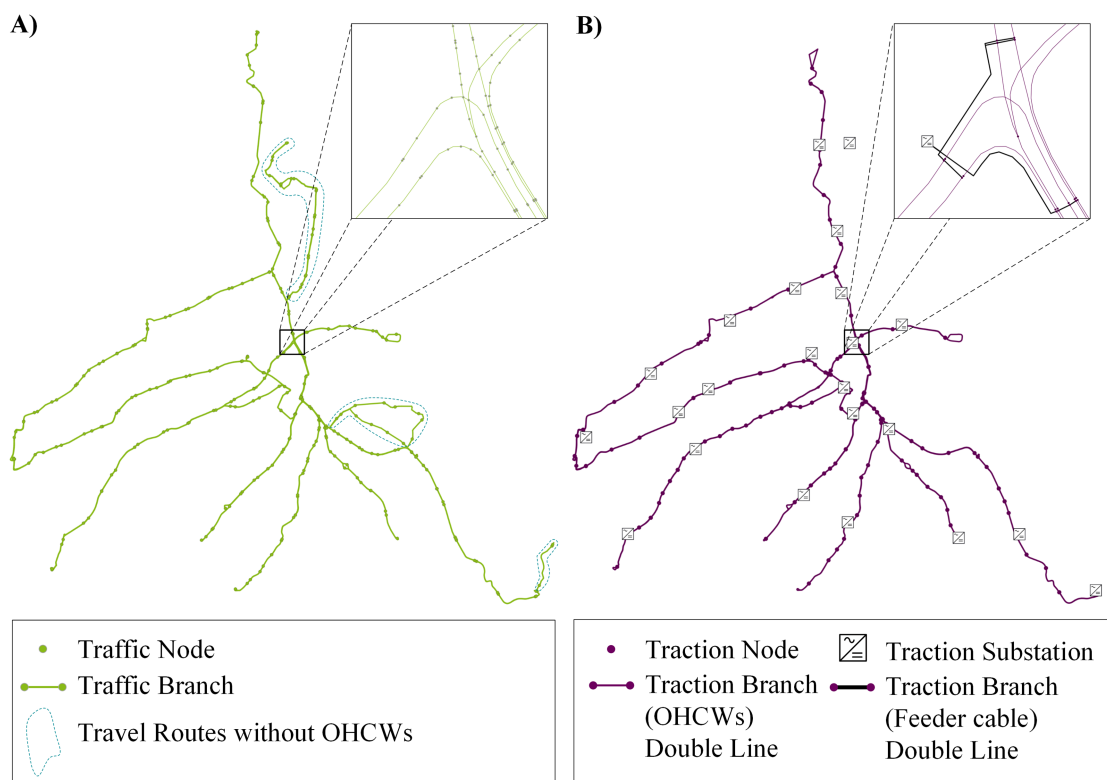 A)
B)
Traffic Node
Traffic Branch
Travel Routes without OHCWs
Traction Node
Traction Branch
(OHCWs)
Double Line
Traction Substation
Traction Branch
(Feeder cable)
Double Line